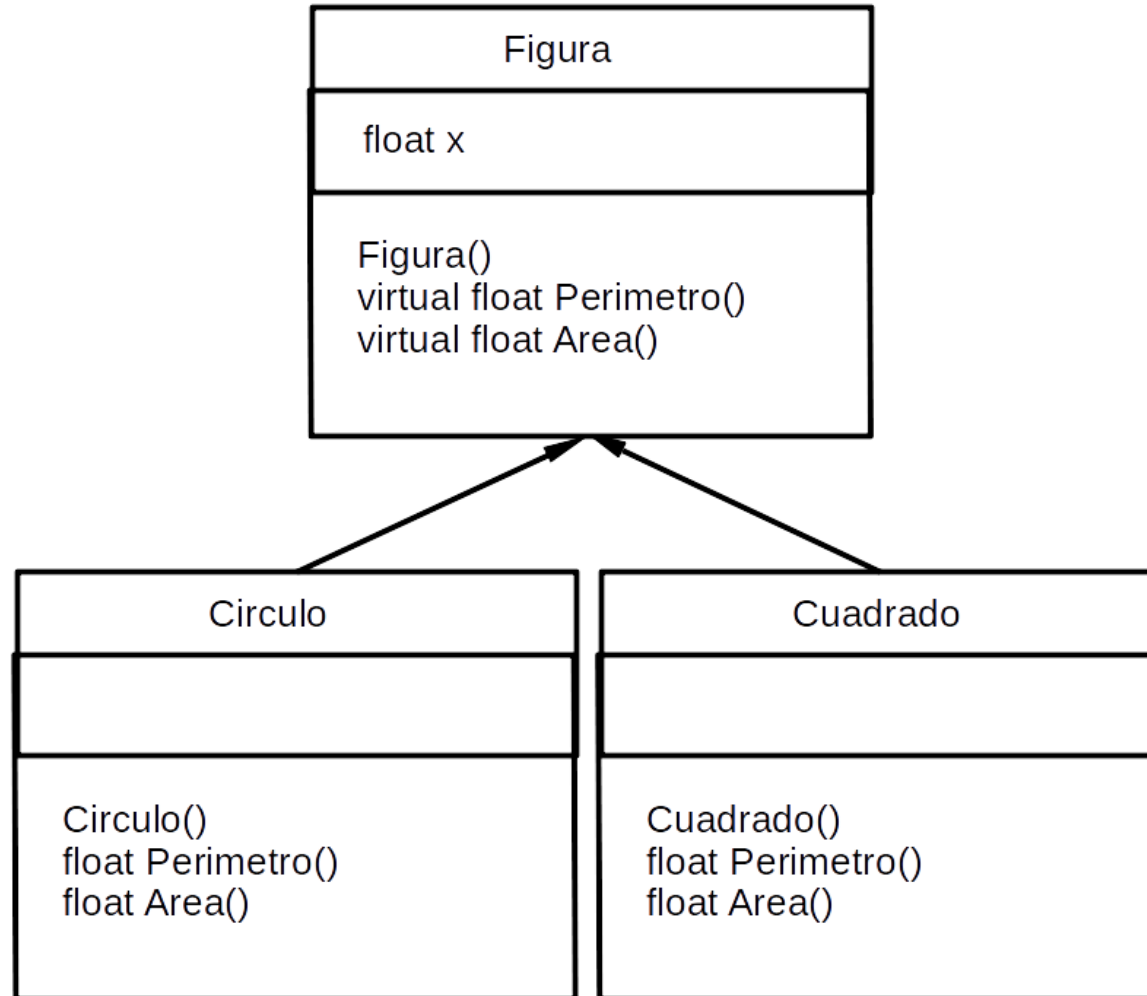 Figura
float x
Figura()
virtual float Perimetro()
virtual float Area()
Circulo
Circulo()
float Perimetro()
float Area()
Cuadrado
Cuadrado()
float Perimetro()
float Area()